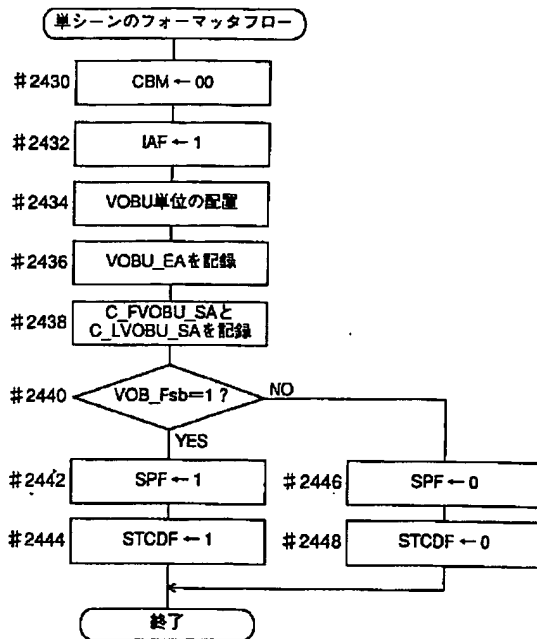 単シーンのフォーマッタフロー
#2430
CBM ← 00
#2432
IAF ← 1
#2434
VOBU単位の配置
#2436
VOBU_EAを記録
#2438
C_FVOBU_SAと
C_LVOBU_SAを記録
#2440
VOB_Fsb=1 ?
NO
YES
#2442
SPF ← 1
#2446
SPF ← 0
#2444
STCDF ← 1
#2448
STCDF ← 0
終了